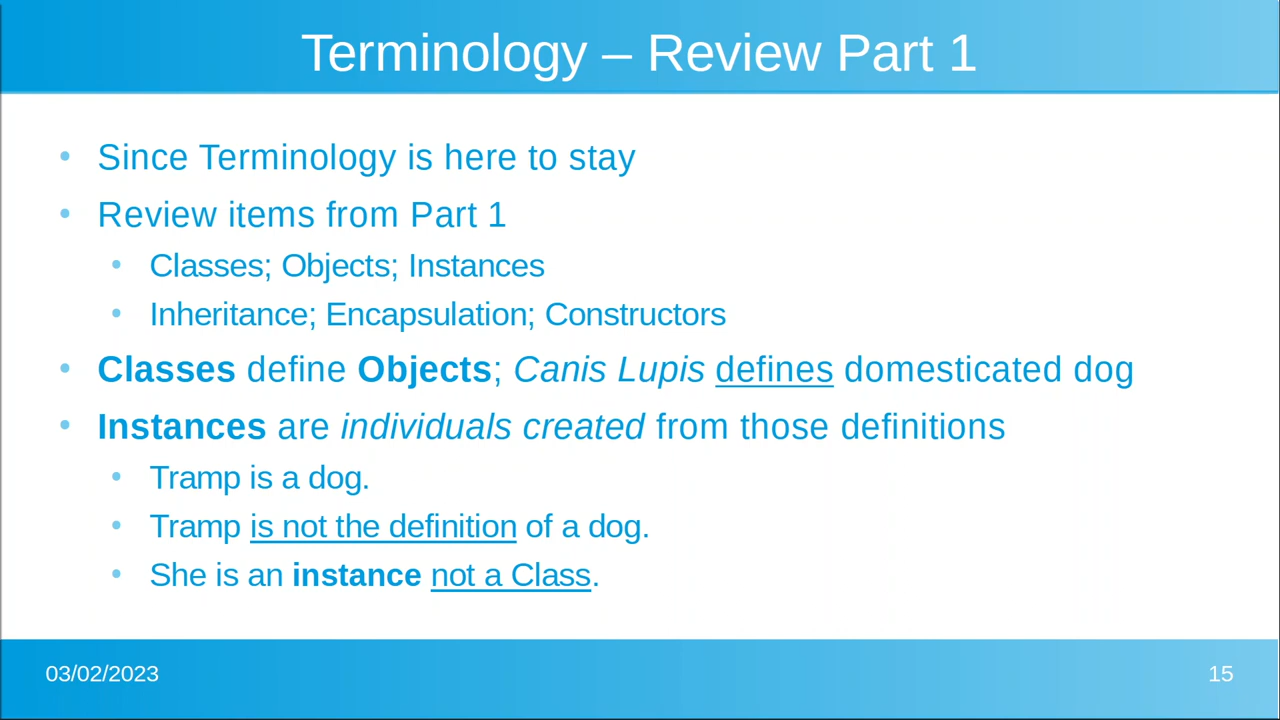 Terminology – Review Part 1
• Since Terminology is here to stay
• Review items from Part 1
• Classes; Objects; Instances
• Inheritance; Encapsulation; Constructors
• Classes define Objects; Canis Lupis defines domesticated dog
• Instances are individuals created from those definitions
• Tramp is a dog.
• Tramp is not the definition of a dog.
• She is an instance not a Class.
03/02/2023
15